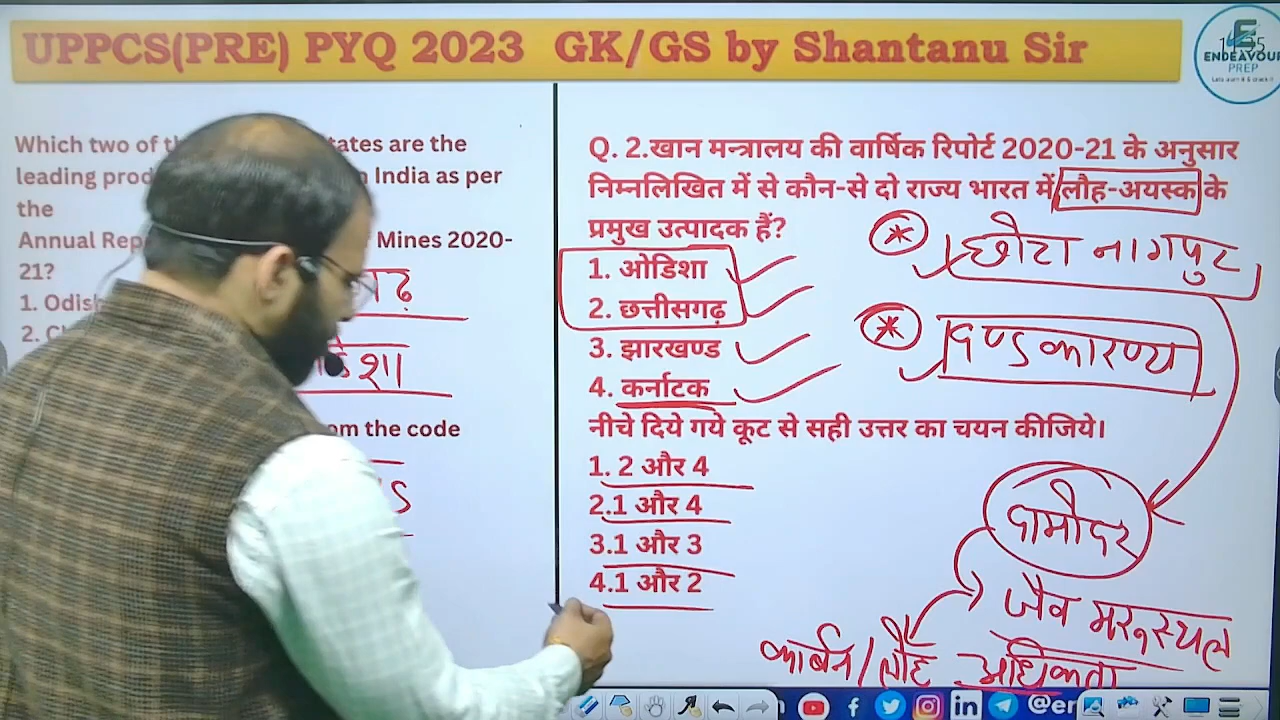 UPPCS(PRE) PYQ 2023 GK/GS by Shantanu Sir
ENDEAVOUR
PREP
Which two of
tates are the
leading prod
India as per
the
Annual Rep
Mines 2020-
21?
1. Odis
2. C
om the code
Q. 2.खान मन्त्रालय की वार्षिक रिपोर्ट 2020-21 के अनुसार
निम्नलिखित में से कौन-से दो राज्य भारत में लौह-अयस्क के
प्रमुख उत्पादक हैं?
1. ओडिशा
2. छत्तीसगढ़
3. झारखण्ड
4. कर्नाटक
नीचे दिये गये कूट से सही उत्तर का चयन कीजिये।
1. 2 और 4
2.1 और 4
3.1 और 3
4.1 और 2
छोटा नागपुर
दण्डकारण्य
दामोदर
जैव मरुस्थल
कार्बन/लौह अधिकता
@er